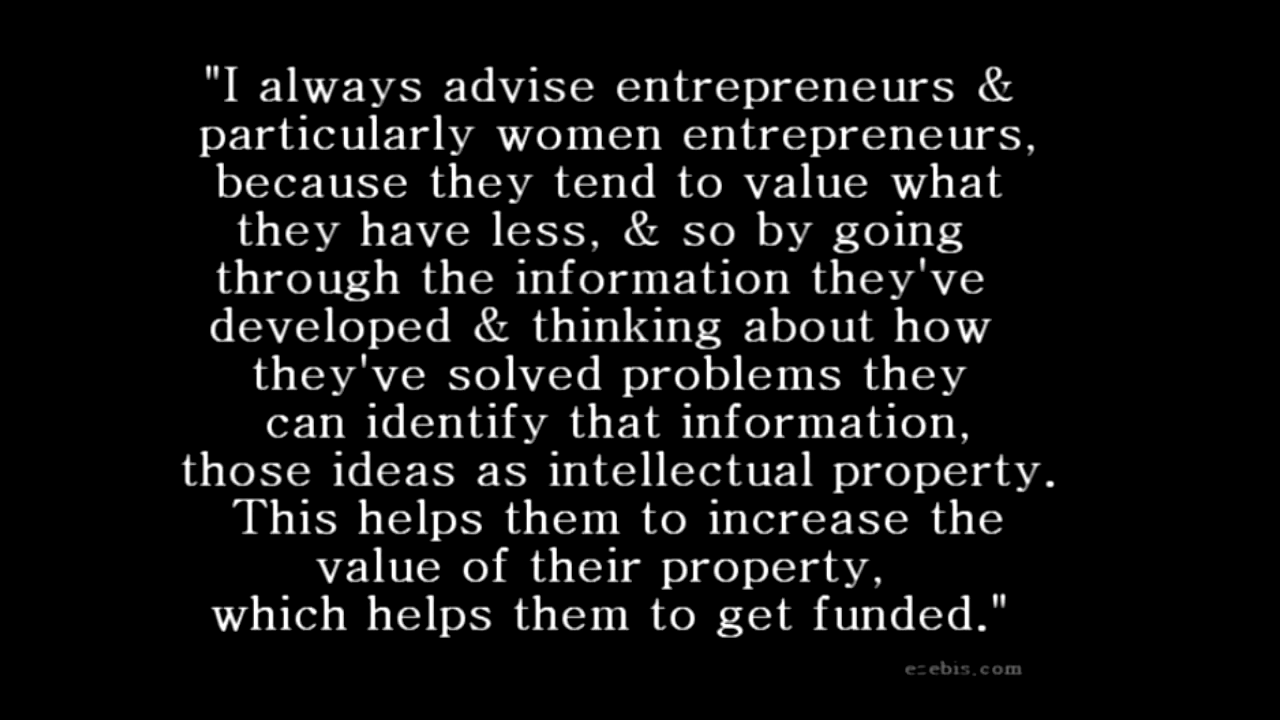 "I always advise entrepreneurs &
particularly women entrepreneurs,
because they tend to value what
they have less, & so by going
through the information they've
developed & thinking about how
they've solved problems they
can identify that information,
those ideas as intellectual property.
This helps them to increase the
value of their property,
which helps them to get funded."